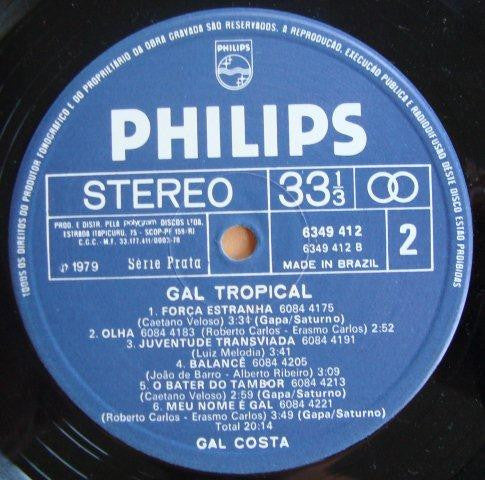 TODOS OS DIREITOS DO PRODUTOR FONOGRÁFICO E DO PROPRIETÁRIO DA OBRA GRAVADA SÃO RESERVADOS. A REPRODUÇÃO, EXECUÇÃO PÚBLICA E RADIODIFUSÃO DESTE DISCO ESTÃO PROIBIDAS
PHILIPS
PHILIPS
STEREO 33 1/3
PROD. E DISTR. PELA polygram DISCOS LTDA.
ESTRADA ITAPICURU, 75 - SCDP-PF 159/RJ
C.G.C. - M.F. 33.177.411/0003-78
℗ 1979 Série Prata
6349 412
6349 412 B
MADE IN BRAZIL
2
GAL TROPICAL
1. FORÇA ESTRANHA 6084 4175
(Caetano Veloso) 3:31 (Gapa/Saturno)
2. OLHA 6084 4183 (Roberto Carlos - Erasmo Carlos) 2:52
3. JUVENTUDE TRANSVIADA 6084 4191
(Luiz Melodia) 3:41
4. BALANCÊ 6084 4205
(João de Barro - Alberto Ribeiro) 3:09
5. O BATER DO TAMBOR 6084 4213
(Caetano Veloso) 2:59 (Gapa/Saturno)
6. MEU NOME É GAL 6084 4221
(Roberto Carlos - Erasmo Carlos) 3:49 (Gapa/Saturno)
Total 20:14
GAL COSTA